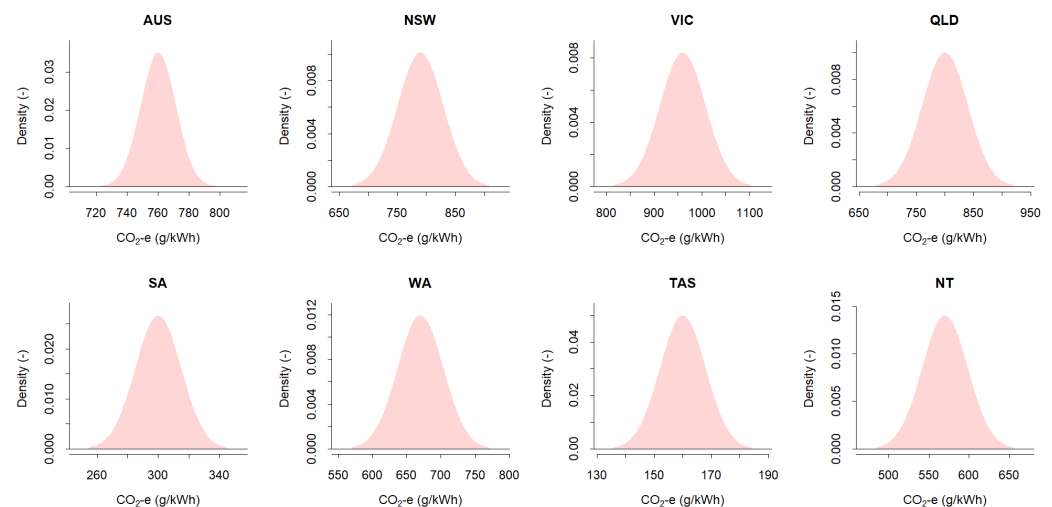 AUS
NSW
VIC
QLD
Density (-)
0.00 0.01 0.02 0.03
720 740 760 780 800
CO₂-e (g/kWh)
Density (-)
0.000 0.004 0.008
650 750 850
CO₂-e (g/kWh)
Density (-)
0.000 0.004 0.008
800 900 1000 1100
CO₂-e (g/kWh)
Density (-)
0.000 0.004 0.008
650 750 850 950
CO₂-e (g/kWh)
SA
WA
TAS
NT
Density (-)
0.000 0.010 0.020
260 300 340
CO₂-e (g/kWh)
Density (-)
0.000 0.004 0.008 0.012
550 600 650 700 750 800
CO₂-e (g/kWh)
Density (-)
0.00 0.02 0.04
130 150 170 190
CO₂-e (g/kWh)
Density (-)
0.000 0.005 0.010 0.015
500 550 600 650
CO₂-e (g/kWh)